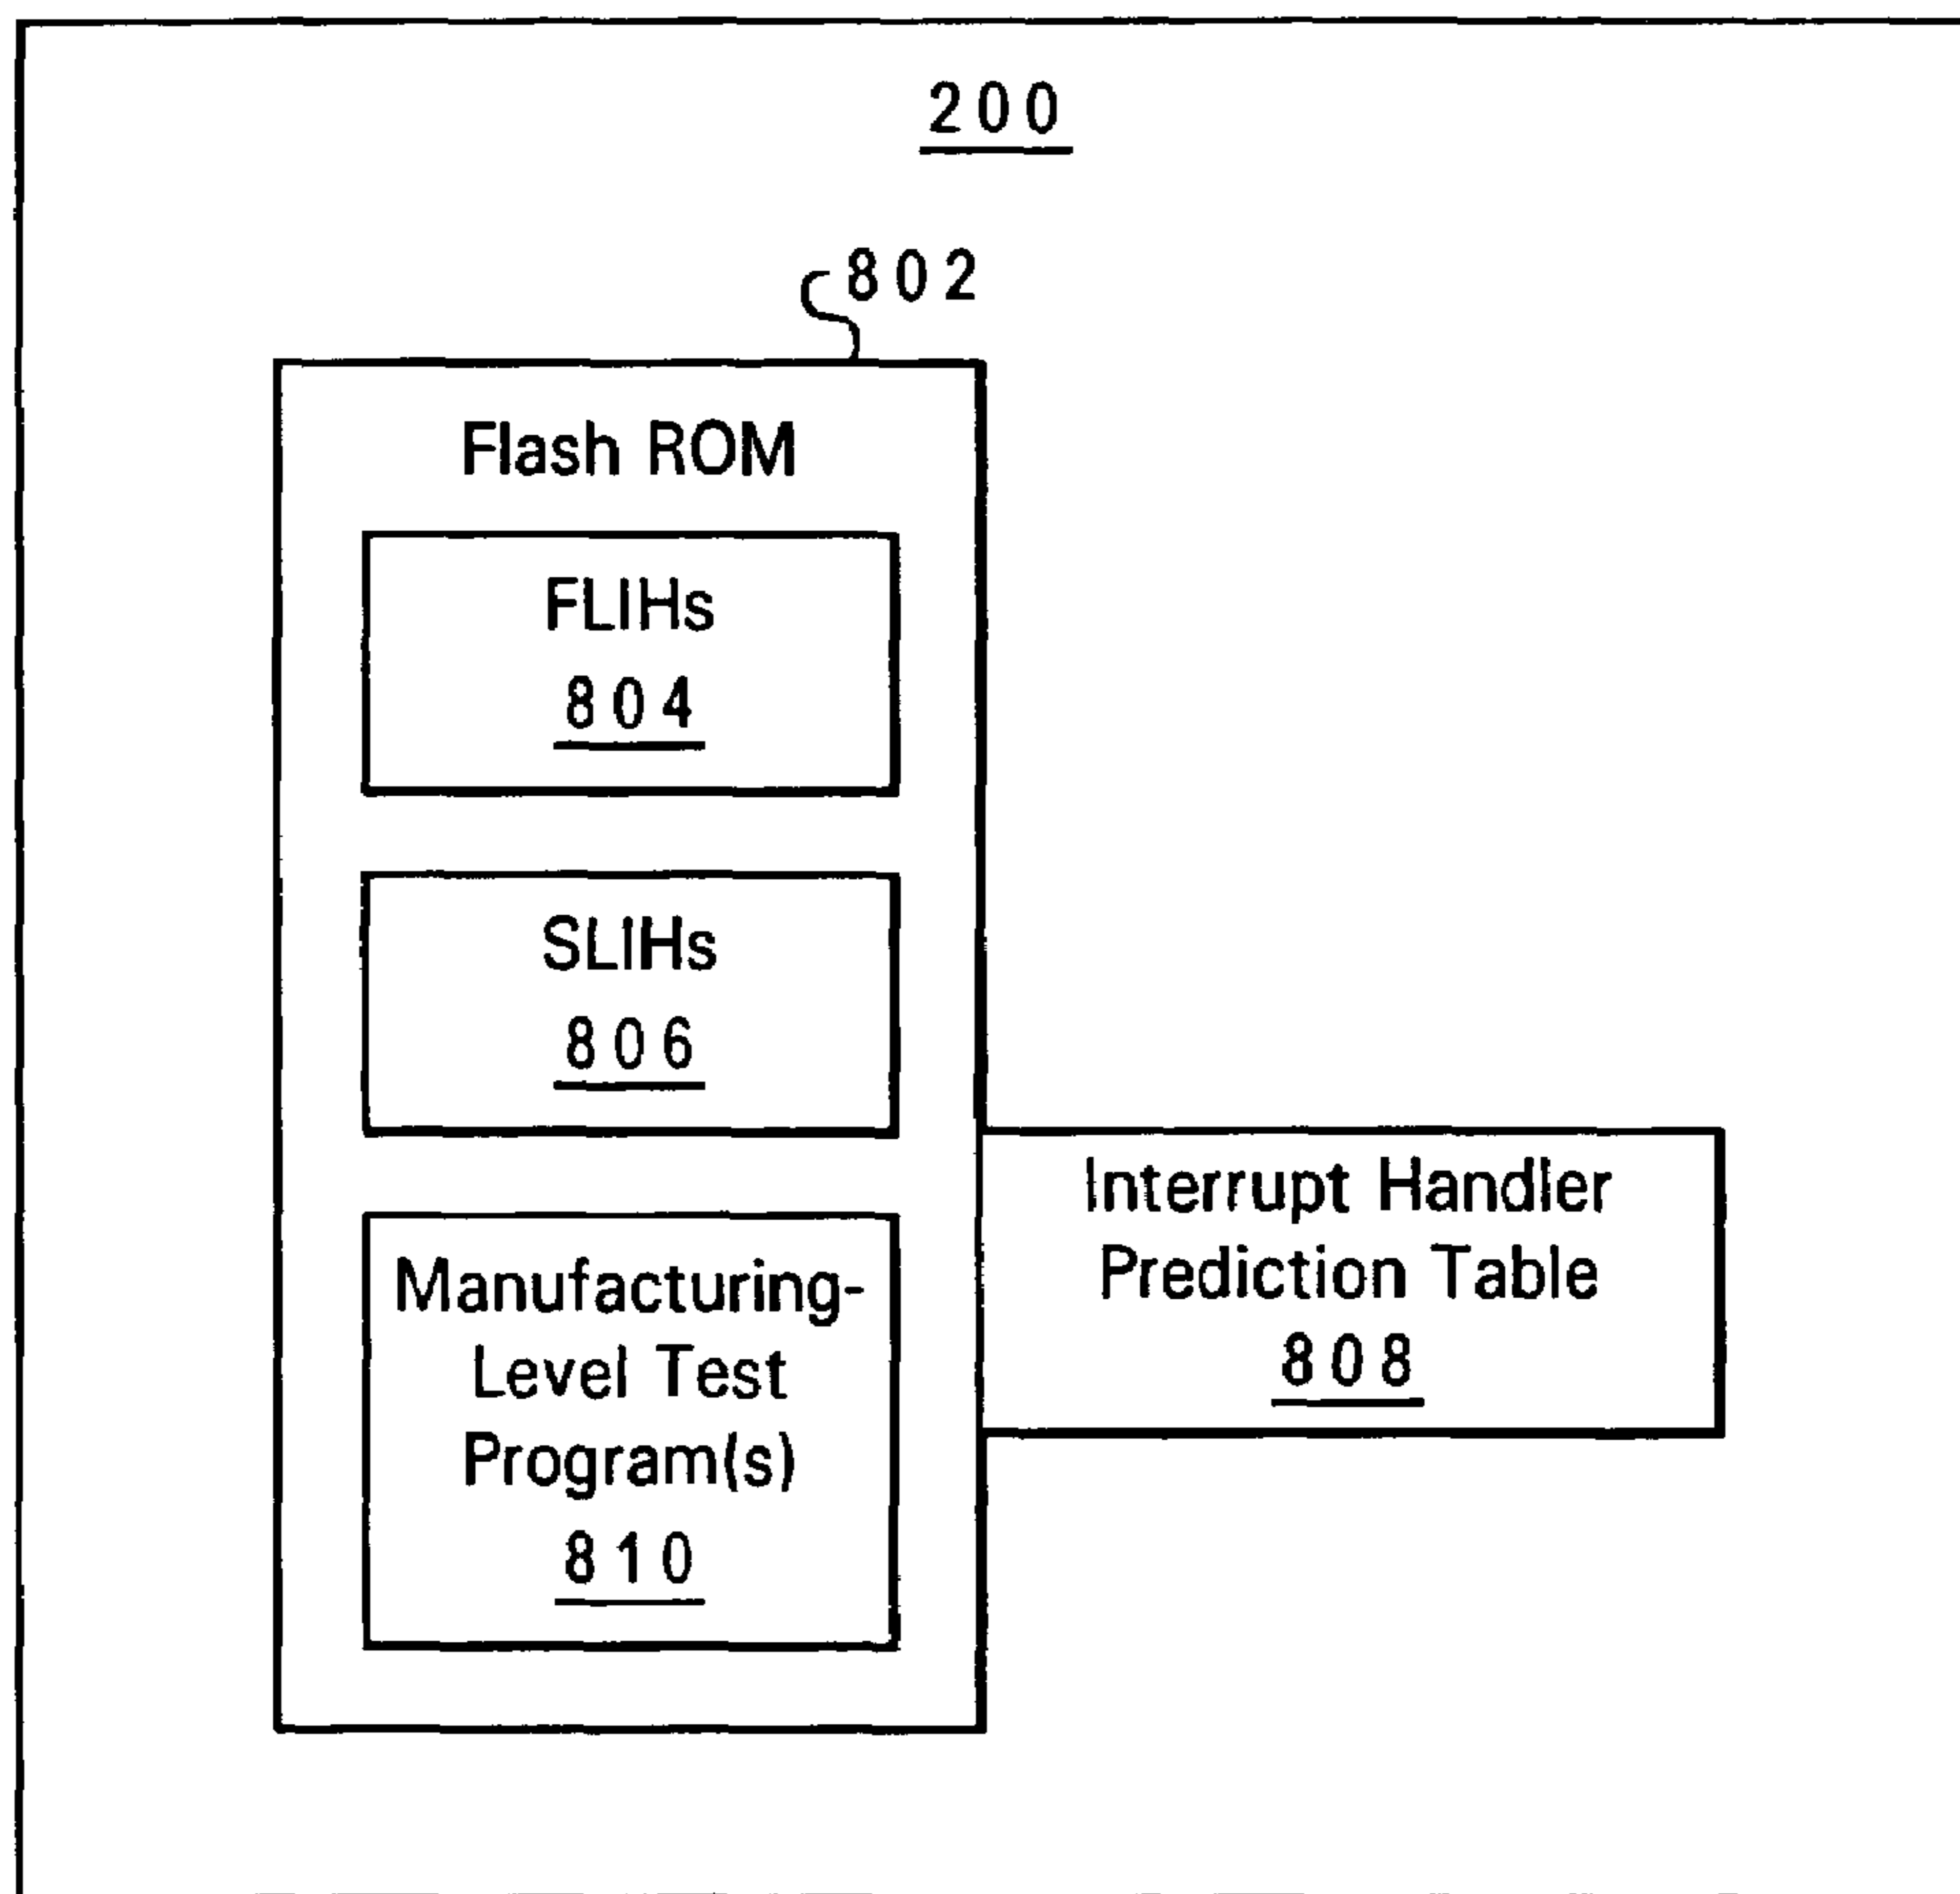 200
802
Flash ROM
FLIHs
804
SLIHs
806
Manufacturing-
Level Test
Program(s)
810
Interrupt Handler
Prediction Table
808